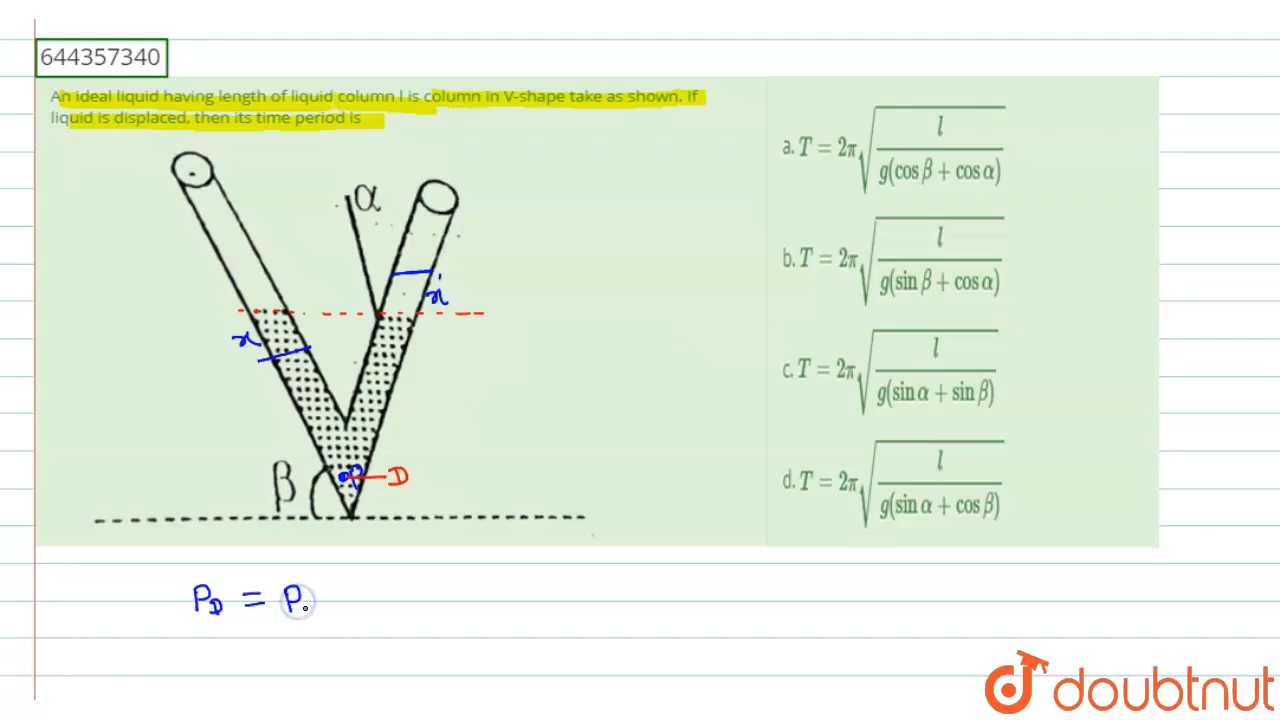 644357340
An ideal liquid having length of liquid column l is column in V-shape take as shown. If
liquid is displaced, then its time period is
α
x
x
β
D
a. T = 2π√(l / g(cos β + cos α))
b. T = 2π√(l / g(sin β + cos α))
c. T = 2π√(l / g(sin α + sin β))
d. T = 2π√(l / g(sin α + cos β))
P_D = P
doubtnut